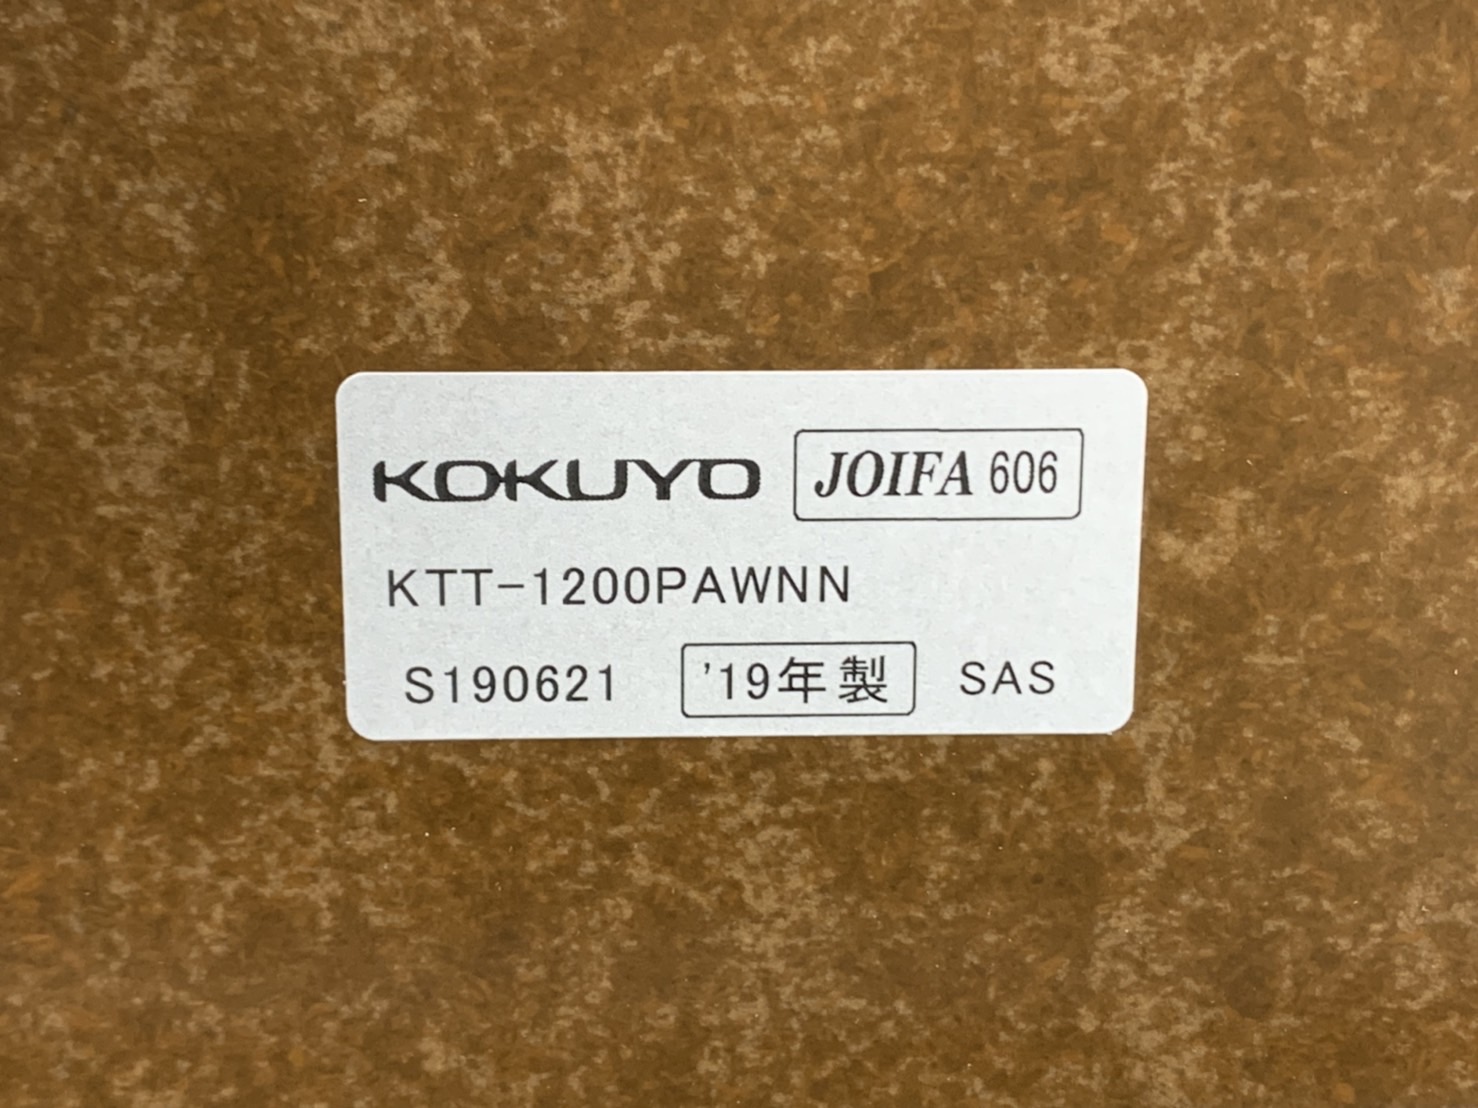 KOKUYO JOIFA 606
KTT-1200PAWNN
S190621 '19年製 SAS